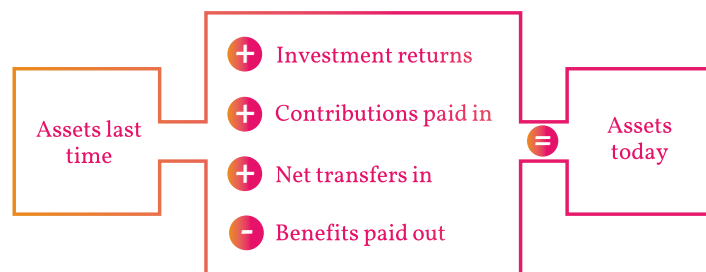 Assets last
time
+ Investment returns
+ Contributions paid in
+ Net transfers in
- Benefits paid out
=
Assets
today